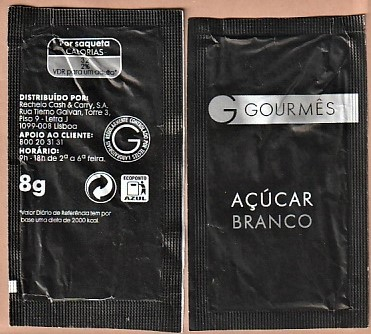 Por saqueta
CALORIAS
32
2%
VDR para um adulto*
DISTRIBUÍDO POR:
Recheio Cash & Carry, S.A.
Rua Tierno Galvan, Torre 3,
Piso 9 - Letra J
1099-008 Lisboa
APOIO AO CLIENTE:
800 20 31 31
HORÁRIO:
9h - 18h de 2ª a 6ª feira.
8g
ECOPONTO
AZUL
*Valor Diário de Referência tem por
base uma dieta de 2000 kcal.
G GOURMÊS
AÇÚCAR
BRANCO